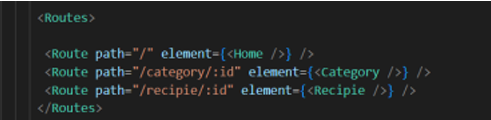 <Routes>
<Route path="/" element={<Home />} />
<Route path="/category/:id" element={<Category />} />
<Route path="/recipie/:id" element={<Recipie />} />
</Routes>